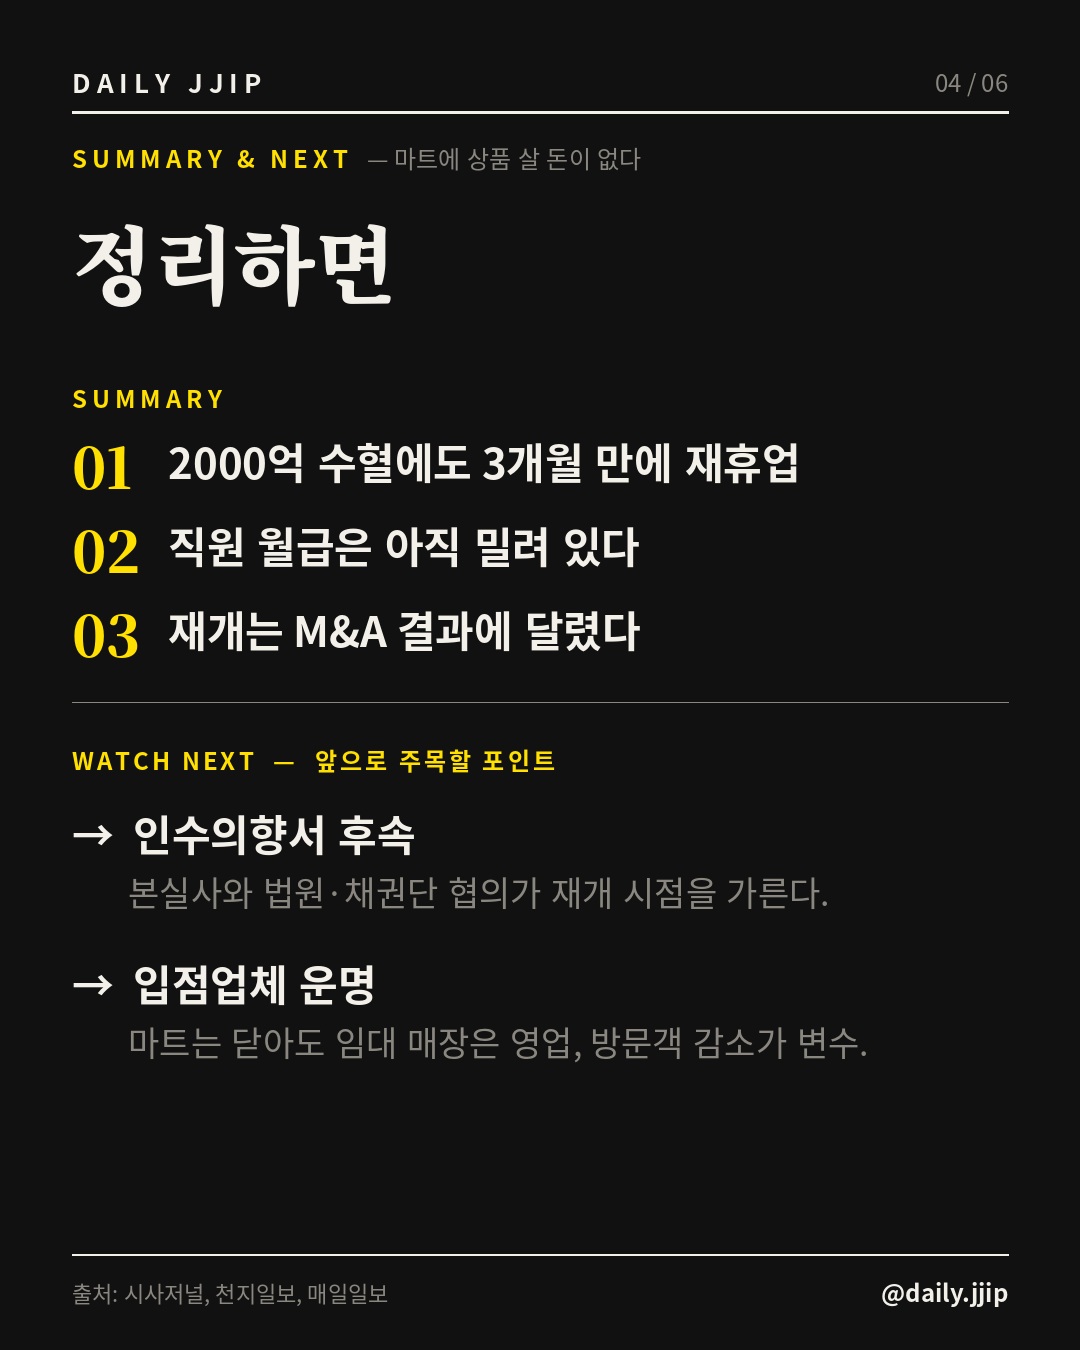 DAILY JJIP
04 / 06
SUMMARY & NEXT — 마트에 상품 살 돈이 없다
정리하면
SUMMARY
01 2000억 수혈에도 3개월 만에 재휴업
02 직원 월급은 아직 밀려 있다
03 재개는 M&A 결과에 달렸다
WATCH NEXT — 앞으로 주목할 포인트
→ 인수의향서 후속
본실사와 법원·채권단 협의가 재개 시점을 가른다.
→ 입점업체 운명
마트는 닫아도 임대 매장은 영업, 방문객 감소가 변수.
출처: 시사저널, 천지일보, 매일일보
@daily.jjip